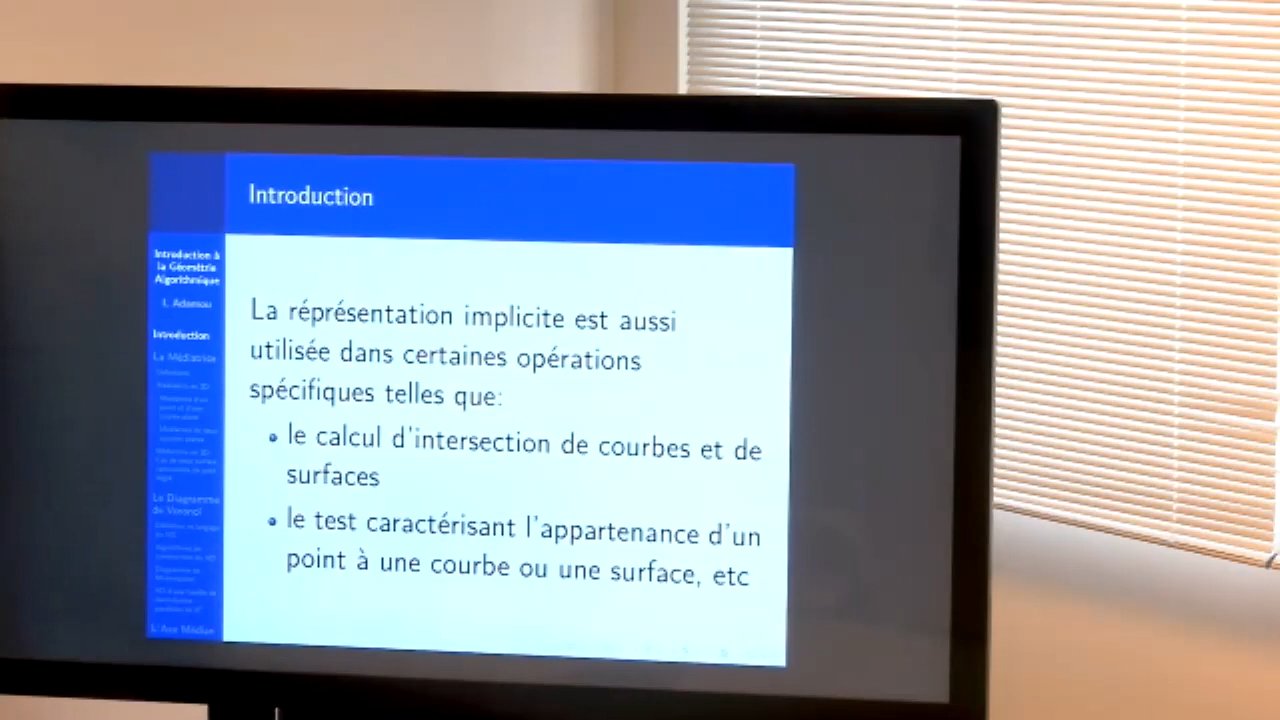 Introduction
Introduction à
la Géométrie
Algorithmique
I. Adamou
Introduction
La Médiatrice
Le Diagramme
de Voronoï
L'Axe Médian
La réprésentation implicite est aussi
utilisée dans certaines opérations
spécifiques telles que:
le calcul d'intersection de courbes et de
surfaces
le test caractérisant l'appartenance d'un
point à une courbe ou une surface, etc